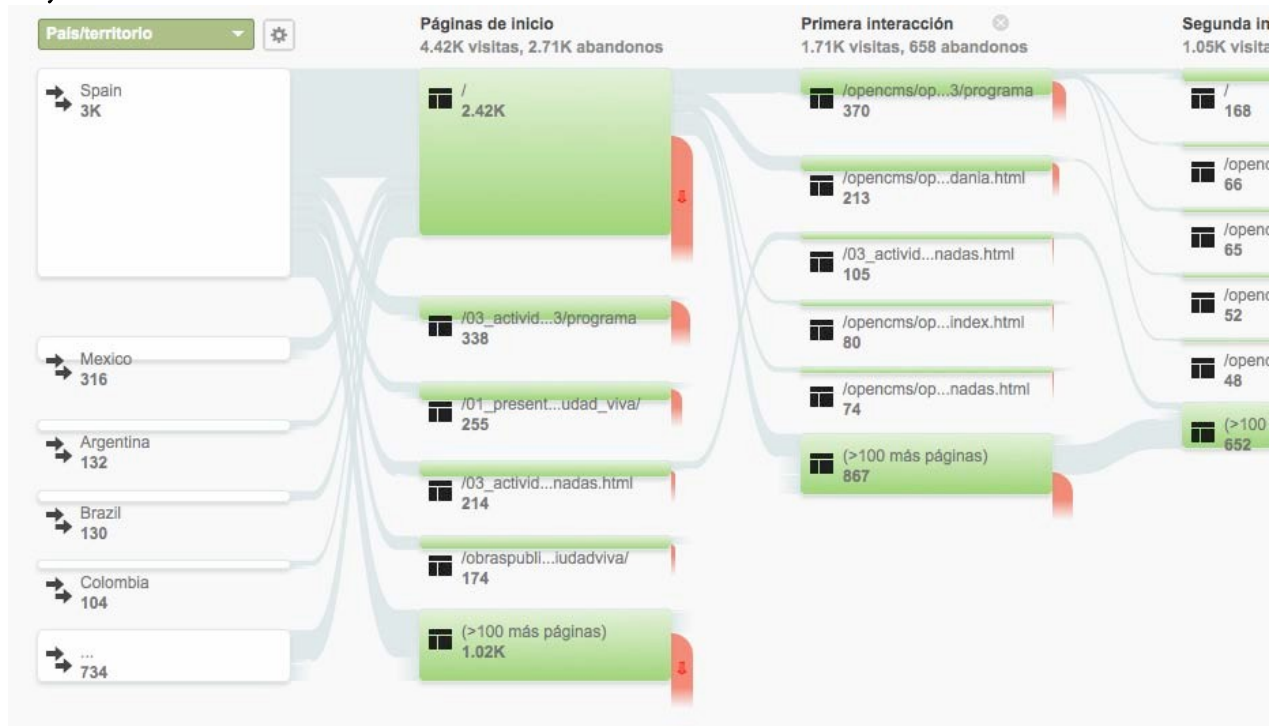 País/territorio
Spain
3K
Mexico
316
Argentina
132
Brazil
130
Colombia
104
...
734
Páginas de inicio
4.42K visitas, 2.71K abandonos
/
2.42K
/03_activid...3/programa
338
/01_present...udad_viva/
255
/03_activid...nadas.html
214
/obraspubli...iudadviva/
174
(>100 más páginas)
1.02K
Primera interacción
1.71K visitas, 658 abandonos
/opencms/op...3/programa
370
/opencms/op...dania.html
213
/03_activid...nadas.html
105
/opencms/op...index.html
80
/opencms/op...nadas.html
74
(>100 más páginas)
867
Segunda in
1.05K visita
/
168
/openc
66
/openc
65
/openc
52
/openc
48
(>100
652